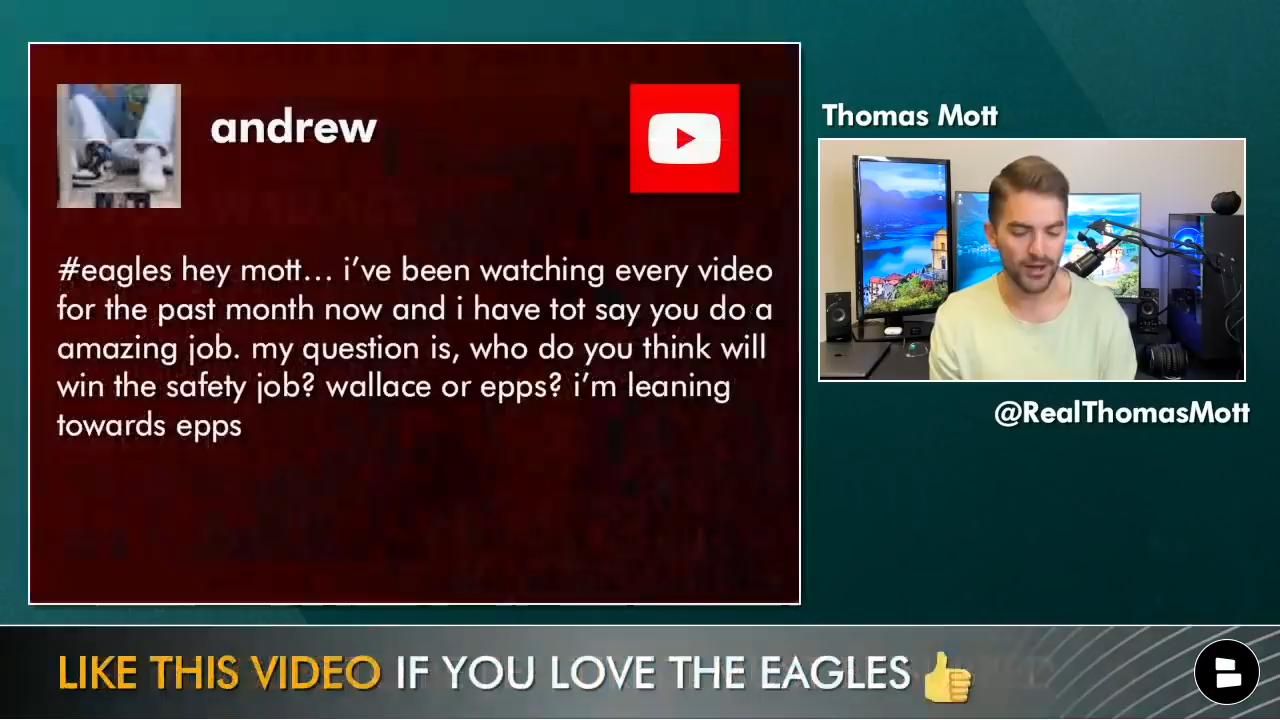 andrew
#eagles hey mott... i've been watching every video
for the past month now and i have tot say you do a
amazing job. my question is, who do you think will
win the safety job? wallace or epps? i'm leaning
towards epps
Thomas Mott
@RealThomasMott
LIKE THIS VIDEO IF YOU LOVE THE EAGLES